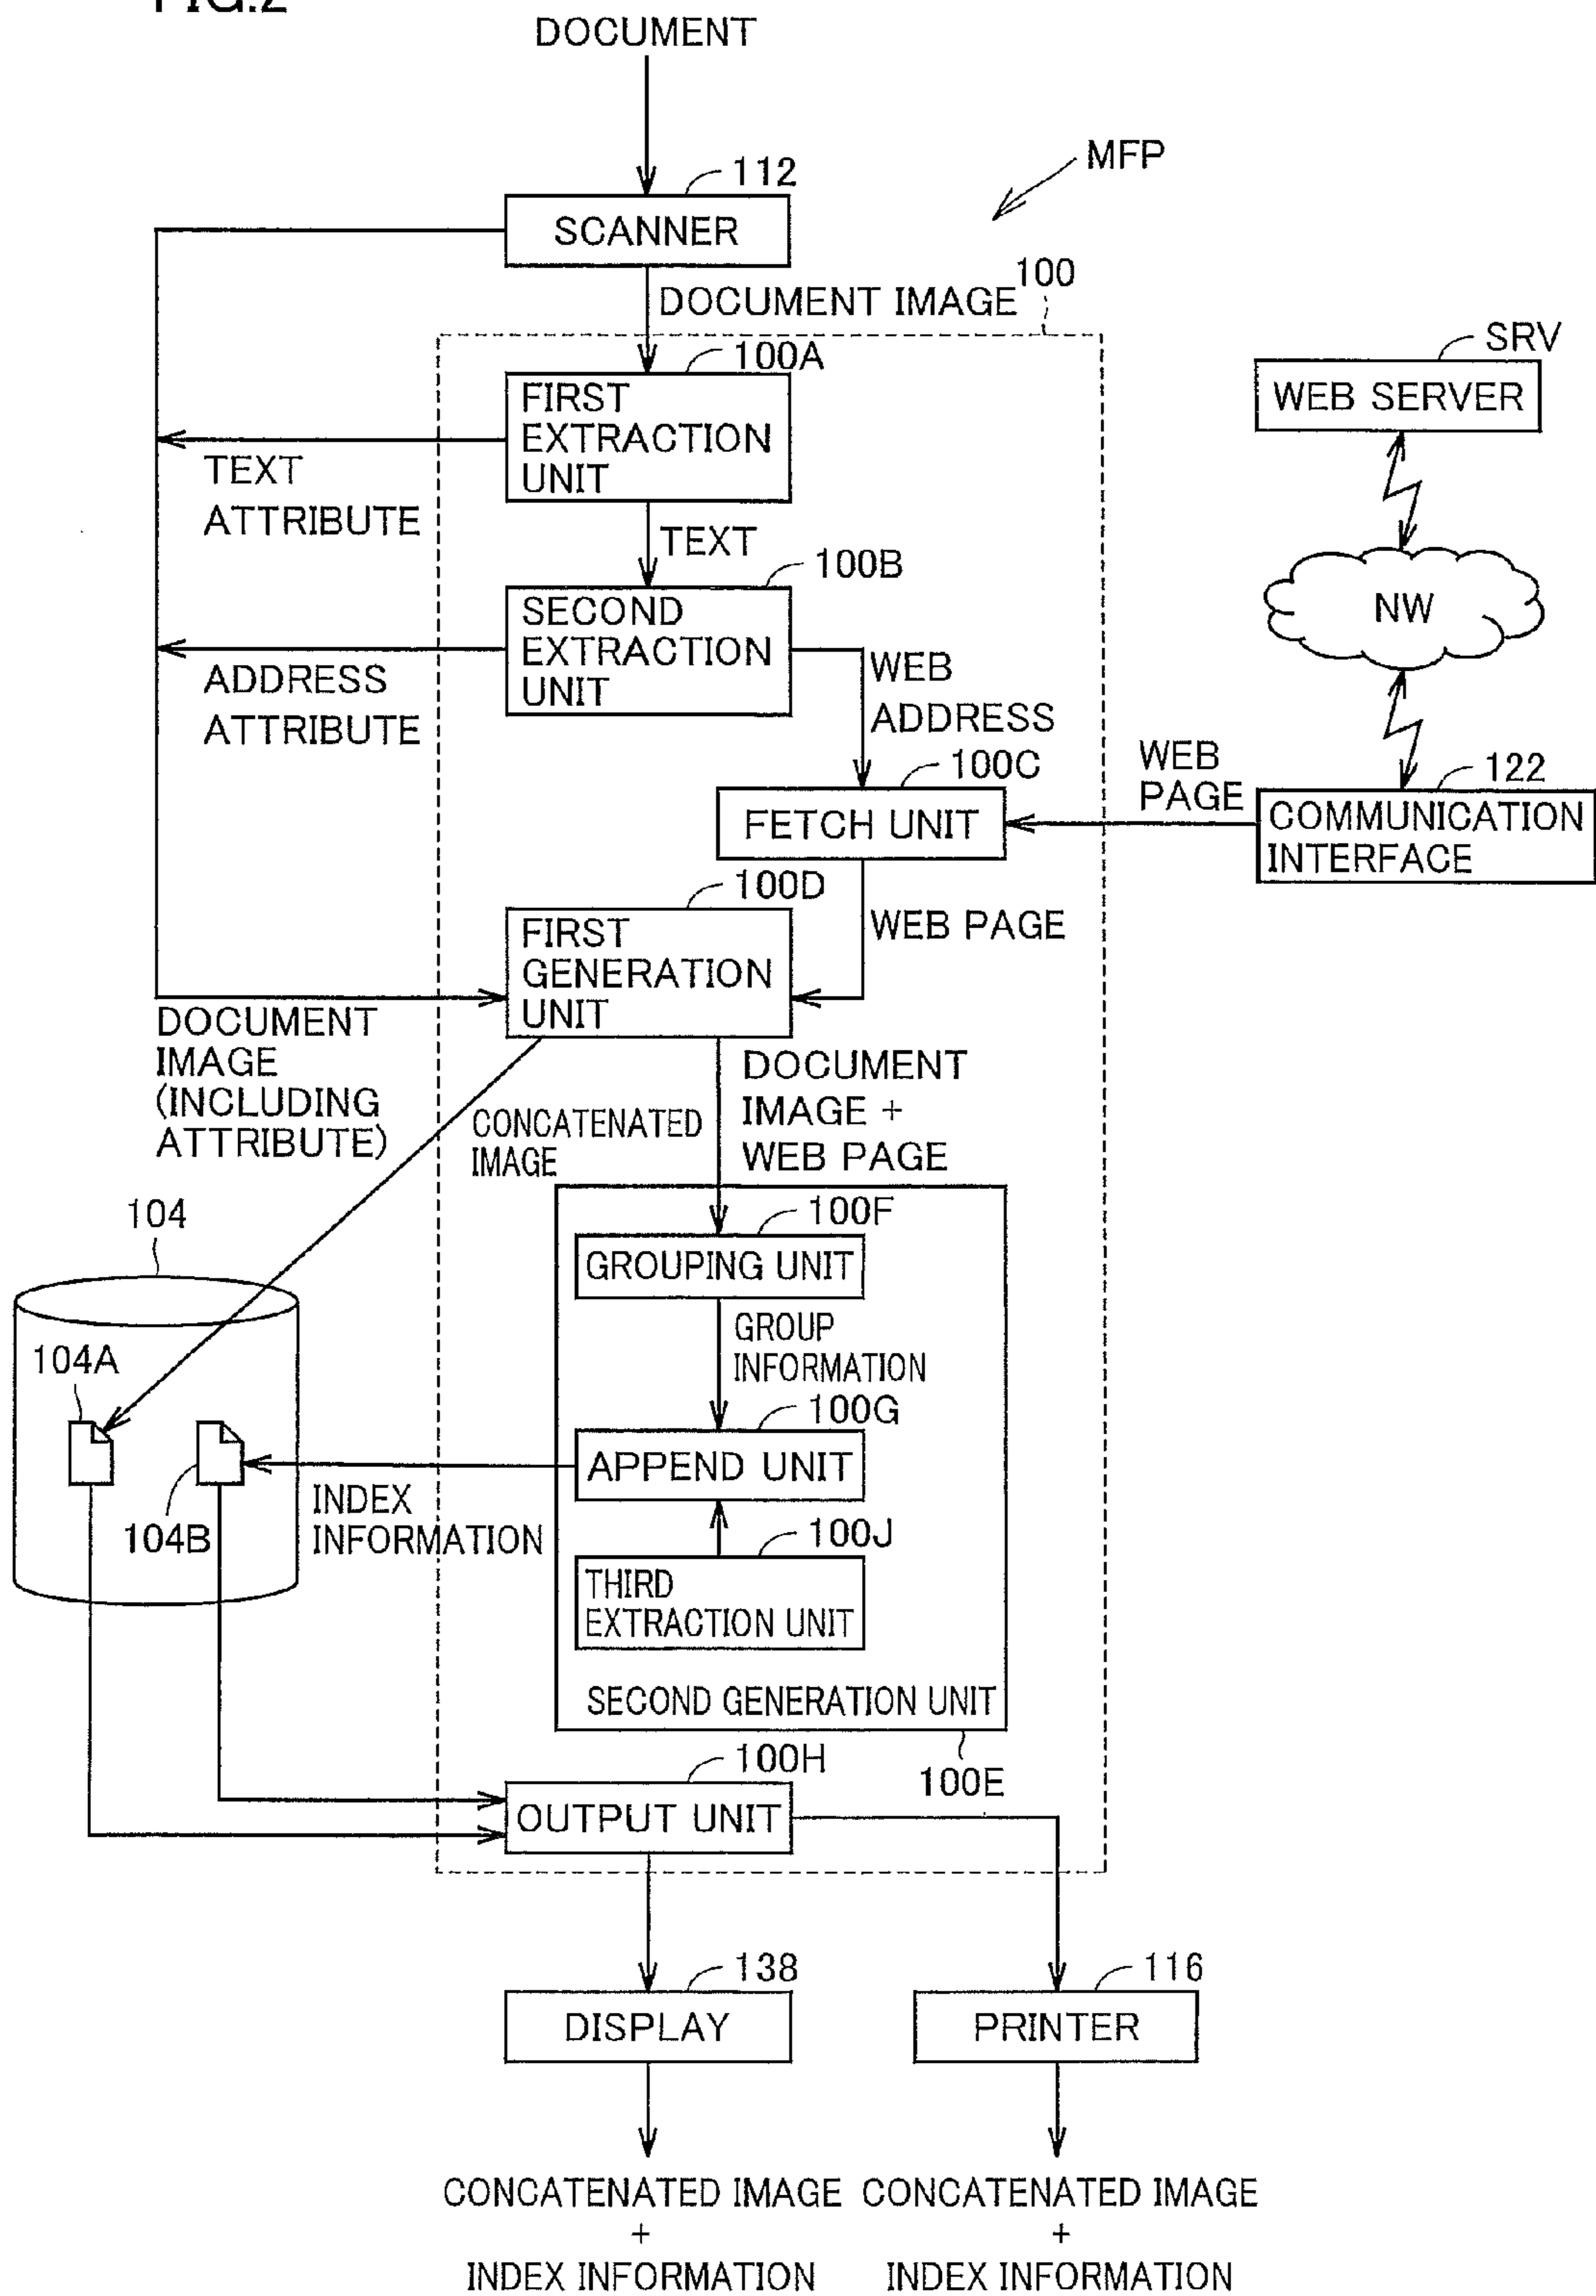 FIG.2
DOCUMENT
MFP
112
SCANNER
DOCUMENT IMAGE
100
100A
FIRST
EXTRACTION
UNIT
TEXT
ATTRIBUTE
TEXT
SRV
WEB SERVER
100B
SECOND
EXTRACTION
UNIT
NW
ADDRESS
ATTRIBUTE
WEB
ADDRESS
100C
FETCH UNIT
WEB
PAGE
122
COMMUNICATION
INTERFACE
100D
FIRST
GENERATION
UNIT
WEB PAGE
DOCUMENT
IMAGE
(INCLUDING
ATTRIBUTE)
CONCATENATED
IMAGE
DOCUMENT
IMAGE +
WEB PAGE
104
100F
GROUPING UNIT
GROUP
INFORMATION
104A
100G
APPEND UNIT
104B
INDEX
INFORMATION
100J
THIRD
EXTRACTION UNIT
SECOND GENERATION UNIT
100E
100H
OUTPUT UNIT
138
DISPLAY
116
PRINTER
CONCATENATED IMAGE
+
INDEX INFORMATION
CONCATENATED IMAGE
+
INDEX INFORMATION